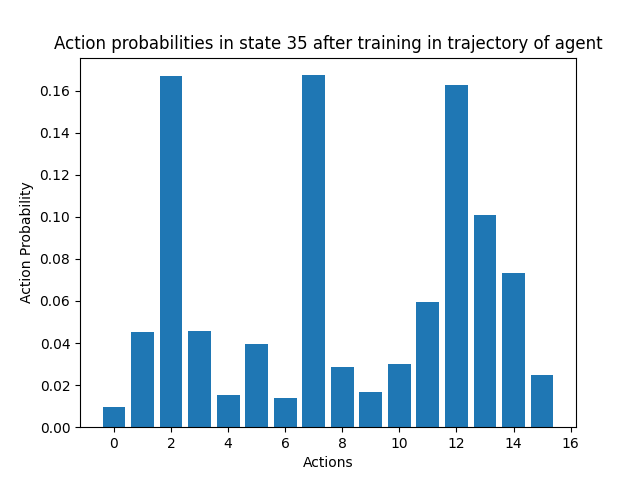 Action probabilities in state 35 after training in trajectory of agent
0.16
0.14
0.12
0.10
0.08
0.06
0.04
0.02
0.00
Action Probability
0 2 4 6 8 10 12 14 16
Actions